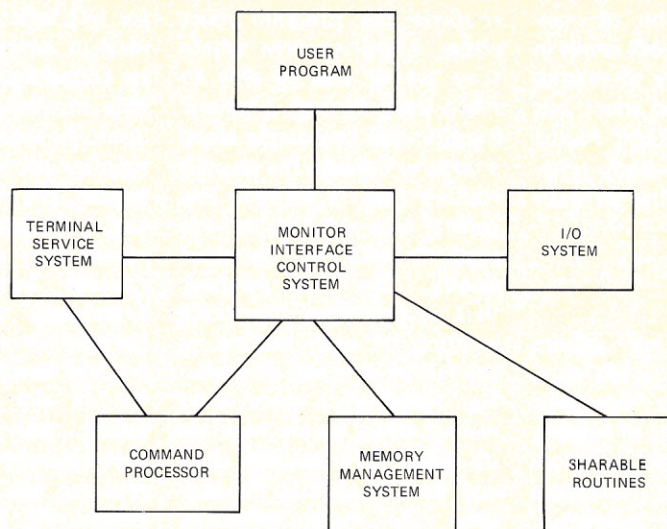 USER
PROGRAM
TERMINAL
SERVICE
SYSTEM
MONITOR
INTERFACE
CONTROL
SYSTEM
I/O
SYSTEM
COMMAND
PROCESSOR
MEMORY
MANAGEMENT
SYSTEM
SHARABLE
ROUTINES